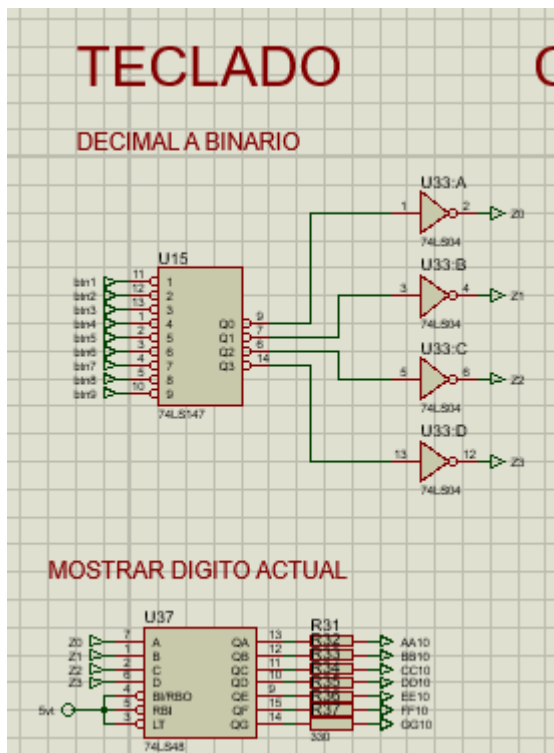 TECLADO
DECIMAL A BINARIO
U33:A
1 2 Z0
74LS04
U15
U33:B
btn1 11 1
btn2 12 2
btn3 13 3
btn4 1 4 Q0 9
btn5 2 5 Q1 7
btn6 3 6 Q2 6
btn7 4 7 Q3 14
btn8 5 8
btn9 10 9
74LS147
3 4 Z1
74LS04
U33:C
5 6 Z2
74LS04
U33:D
13 12 Z3
74LS04
MOSTRAR DIGITO ACTUAL
U37
R31
Z0 7 A QA 13 R32 AA10
Z1 1 B QB 12 R33 BB10
Z2 2 C QC 11 R34 CC10
Z3 6 D QD 10 R35 DD10
4 BI/RBO QE 9 R36 EE10
5vt 5 RBI QF 15 R37 FF10
3 LT QG 14 GG10
74LS48
330